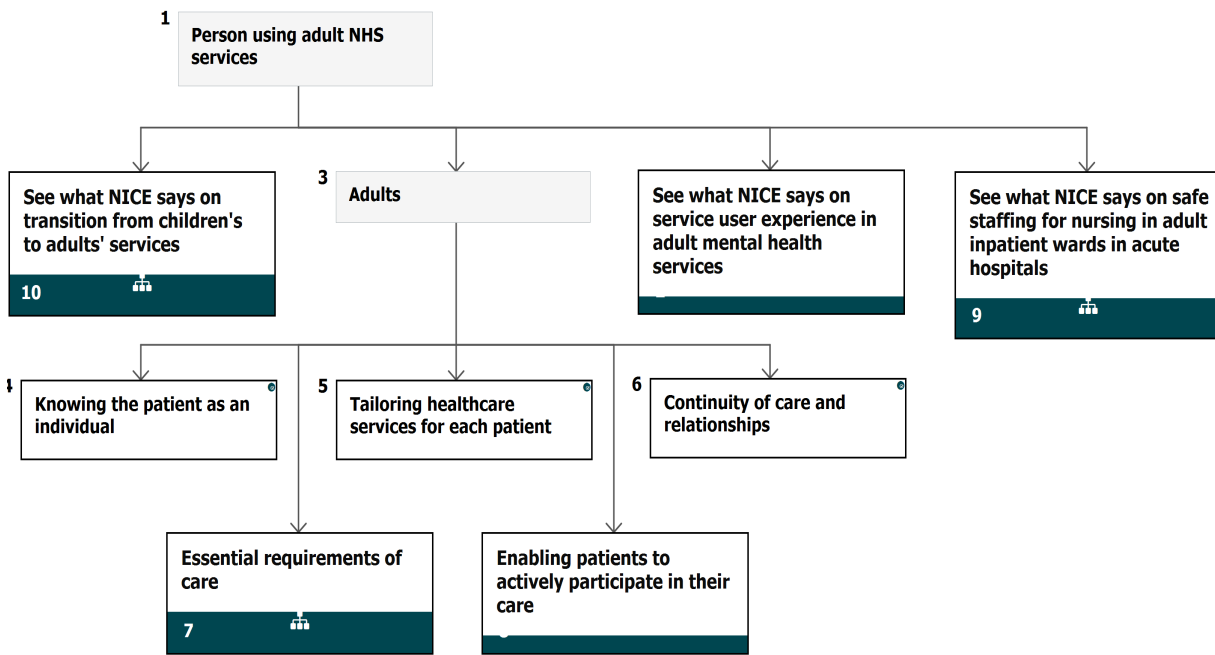 1
Person using adult NHS
services
See what NICE says on
transition from children's
to adults' services
10
3
Adults
See what NICE says on
service user experience in
adult mental health
services
See what NICE says on safe
staffing for nursing in adult
inpatient wards in acute
hospitals
9
Knowing the patient as an
individual
5
Tailoring healthcare
services for each patient
6
Continuity of care and
relationships
Essential requirements of
care
7
Enabling patients to
actively participate in their
care